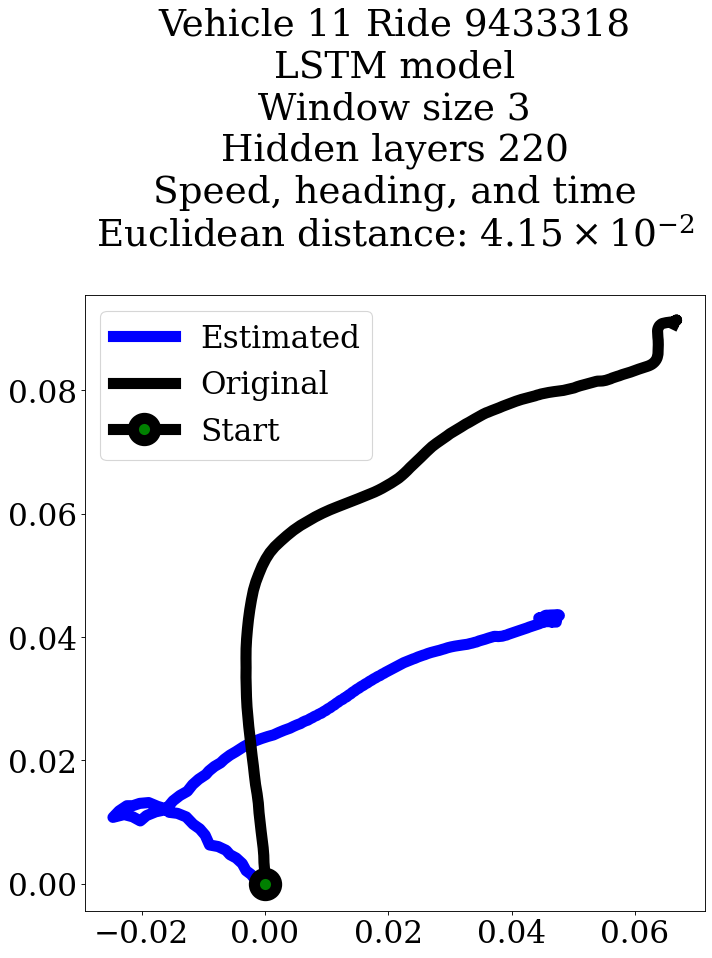 Vehicle 11 Ride 9433318
LSTM model
Window size 3
Hidden layers 220
Speed, heading, and time
Euclidean distance: 4.15 × 10⁻²
Estimated
Original
Start
0.08
0.06
0.04
0.02
0.00
−0.02 0.00 0.02 0.04 0.06